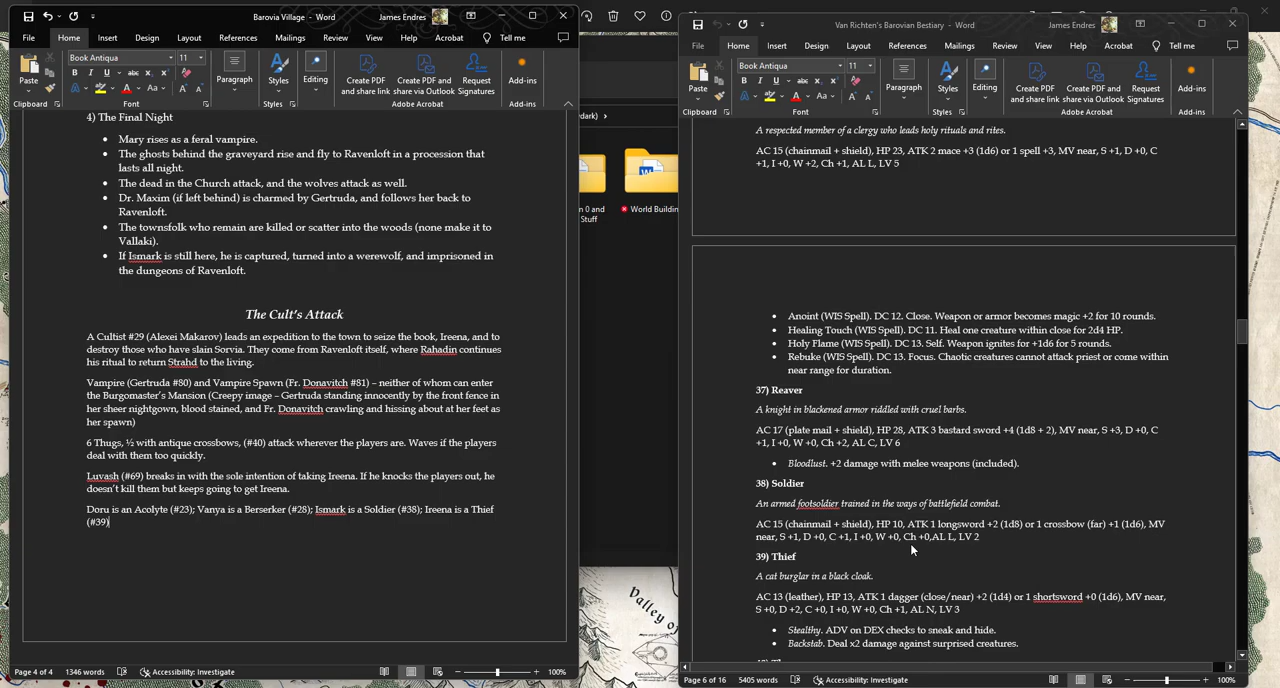 Barovia Village - Word
James Endres
File
Home
Insert
Design
Layout
References
Mailings
Review
View
Help
Acrobat
Tell me
Book Antiqua
11
Paste
Paragraph
Styles
Editing
Create PDF and share link
Create PDF and share via Outlook
Request Signatures
Add-ins
Clipboard
Font
Styles
Adobe Acrobat
Add-ins
4) The Final Night
• Mary rises as a feral vampire.
• The ghosts behind the graveyard rise and fly to Ravenloft in a procession that
lasts all night.
• The dead in the Church attack, and the wolves attack as well.
• Dr. Maxim (if left behind) is charmed by Gertruda, and follows her back to
Ravenloft.
• The townsfolk who remain are killed or scatter into the woods (none make it to
Vallaki).
• If Ismark is still here, he is captured, turned into a werewolf, and imprisoned in
the dungeons of Ravenloft.
The Cult's Attack
A Cultist #29 (Alexei Makarov) leads an expedition to the town to seize the book, Ireena, and to
destroy those who have slain Sorvia. They come from Ravenloft itself, where Rahadin continues
his ritual to return Strahd to the living.
Vampire (Gertruda #80) and Vampire Spawn (Fr. Donavitch #81) – neither of whom can enter
the Burgomaster's Mansion (Creepy image – Gertruda standing innocently by the front fence in
her sheer nightgown, blood stained, and Fr. Donavitch crawling and hissing about at her feet as
her spawn)
6 Thugs, ½ with antique crossbows, (#40) attack wherever the players are. Waves if the players
deal with them too quickly.
Luvash (#69) breaks in with the sole intention of taking Ireena. If he knocks the players out, he
doesn't kill them but keeps going to get Ireena.
Doru is an Acolyte (#23); Vanya is a Berserker (#28); Ismark is a Soldier (#38); Ireena is a Thief
(#39)
Page 4 of 4
1346 words
Accessibility: Investigate
100%
dark)
0 and
Stuff
World Buildin
Valley o
Van Richten's Barovian Bestiary - Word
James Endres
File
Home
Insert
Design
Layout
References
Mailings
Review
View
Help
Acrobat
Tell me
Book Antiqua
11
Paste
Paragraph
Styles
Editing
Create PDF and share link
Create PDF and share via Outlook
Request Signatures
Add-ins
Clipboard
Font
Styles
Adobe Acrobat
Add-ins
A respected member of a clergy who leads holy rituals and rites.
AC 15 (chainmail + shield), HP 23, ATK 2 mace +3 (1d6) or 1 spell +3, MV near, S +1, D +0, C
+1, I +0, W +2, Ch +1, AL L, LV 5
• Anoint (WIS Spell). DC 12. Close. Weapon or armor becomes magic +2 for 10 rounds.
• Healing Touch (WIS Spell). DC 11. Heal one creature within close for 2d4 HP.
• Holy Flame (WIS Spell). DC 13. Self. Weapon ignites for +1d6 for 5 rounds.
• Rebuke (WIS Spell). DC 13. Focus. Chaotic creatures cannot attack priest or come within
near range for duration.
37) Reaver
A knight in blackened armor riddled with cruel barbs.
AC 17 (plate mail + shield), HP 28, ATK 3 bastard sword +4 (1d8 + 2), MV near, S +3, D +0, C
+1, I +0, W +0, Ch +2, AL C, LV 6
• Bloodlust. +2 damage with melee weapons (included).
38) Soldier
An armed footsoldier trained in the ways of battlefield combat.
AC 15 (chainmail + shield), HP 10, ATK 1 longsword +2 (1d8) or 1 crossbow (far) +1 (1d6), MV
near, S +1, D +0, C +1, I +0, W +0, Ch +0,AL L, LV 2
39) Thief
A cat burglar in a black cloak.
AC 13 (leather), HP 13, ATK 1 dagger (close/near) +2 (1d4) or 1 shortsword +0 (1d6), MV near,
S +0, D +2, C +0, I +0, W +0, Ch +1, AL N, LV 3
• Stealthy. ADV on DEX checks to sneak and hide.
• Backstab. Deal x2 damage against surprised creatures.
Page 6 of 16
5405 words
Accessibility: Investigate
100%